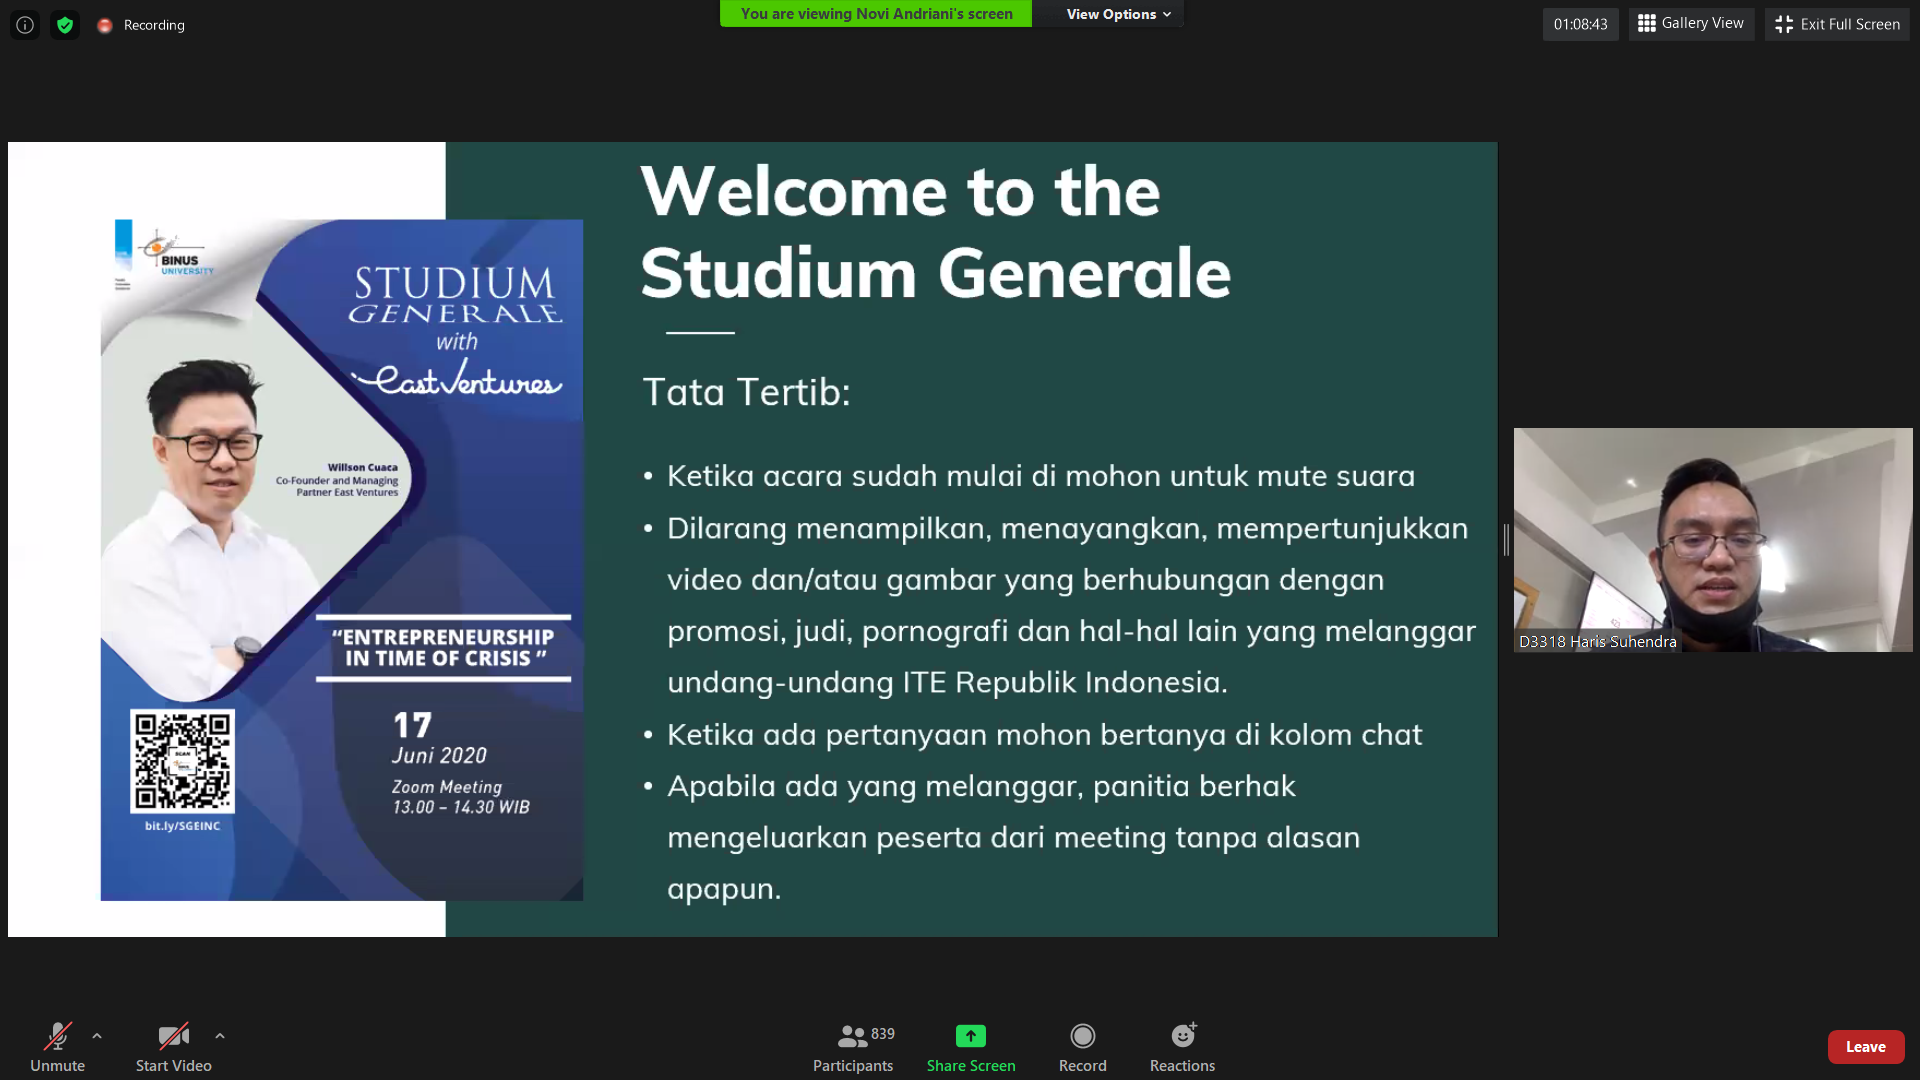 Recording
You are viewing Novi Andriani's screen
View Options
01:08:43
Gallery View
Exit Full Screen
BINUS
UNIVERSITY
STUDIUM
GENERALE
with
East Ventures
Willson Cuaca
Co-Founder and Managing
Partner East Ventures
“ENTREPRENEURSHIP
IN TIME OF CRISIS ”
17
Juni 2020
Zoom Meeting
13.00 – 14.30 WIB
SCAN
bit.ly/SGEINC
Welcome to the
Studium Generale
Tata Tertib:
• Ketika acara sudah mulai di mohon untuk mute suara
• Dilarang menampilkan, menayangkan, mempertunjukkan
video dan/atau gambar yang berhubungan dengan
promosi, judi, pornografi dan hal-hal lain yang melanggar
undang-undang ITE Republik Indonesia.
• Ketika ada pertanyaan mohon bertanya di kolom chat
• Apabila ada yang melanggar, panitia berhak
mengeluarkan peserta dari meeting tanpa alasan
apapun.
D3318 Haris Suhendra
Unmute
Start Video
839
Participants
Share Screen
Record
Reactions
Leave